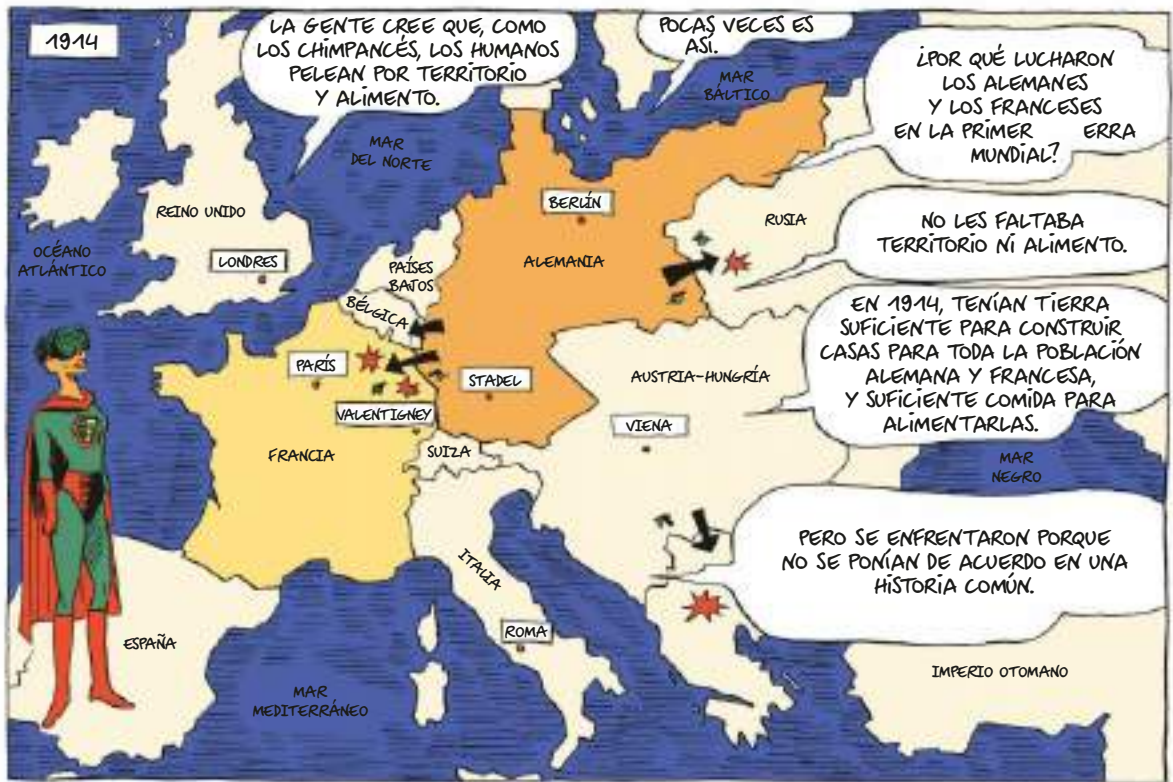 1914
LA GENTE CREE QUE, COMO
LOS CHIMPANCÉS, LOS HUMANOS
PELEAN POR TERRITORIO
Y ALIMENTO.
POCAS VECES ES
ASÍ.
¿POR QUÉ LUCHARON
LOS ALEMANES
Y LOS FRANCESES
EN LA PRIMER ERRA
MUNDIAL?
NO LES FALTABA
TERRITORIO NI ALIMENTO.
EN 1914, TENÍAN TIERRA
SUFICIENTE PARA CONSTRUIR
CASAS PARA TODA LA POBLACIÓN
ALEMANA Y FRANCESA,
Y SUFICIENTE COMIDA PARA
ALIMENTARLAS.
PERO SE ENFRENTARON PORQUE
NO SE PONÍAN DE ACUERDO EN UNA
HISTORIA COMÚN.
MAR
BÁLTICO
MAR
DEL NORTE
REINO UNIDO
LONDRES
OCÉANO
ATLÁNTICO
PAÍSES
BAJOS
BÉLGICA
BERLÍN
ALEMANIA
RUSIA
PARÍS
VALENTIGNEY
STADEL
FRANCIA
SUIZA
AUSTRIA-HUNGRÍA
VIENA
MAR
NEGRO
ITALIA
ROMA
ESPAÑA
MAR
MEDITERRÁNEO
IMPERIO OTOMANO